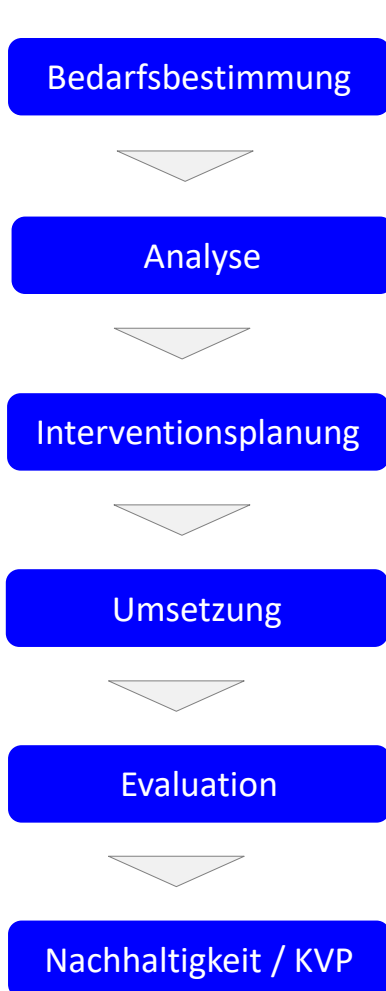 Bedarfsbestimmung
Analyse
Interventionsplanung
Umsetzung
Evaluation
Nachhaltigkeit / KVP